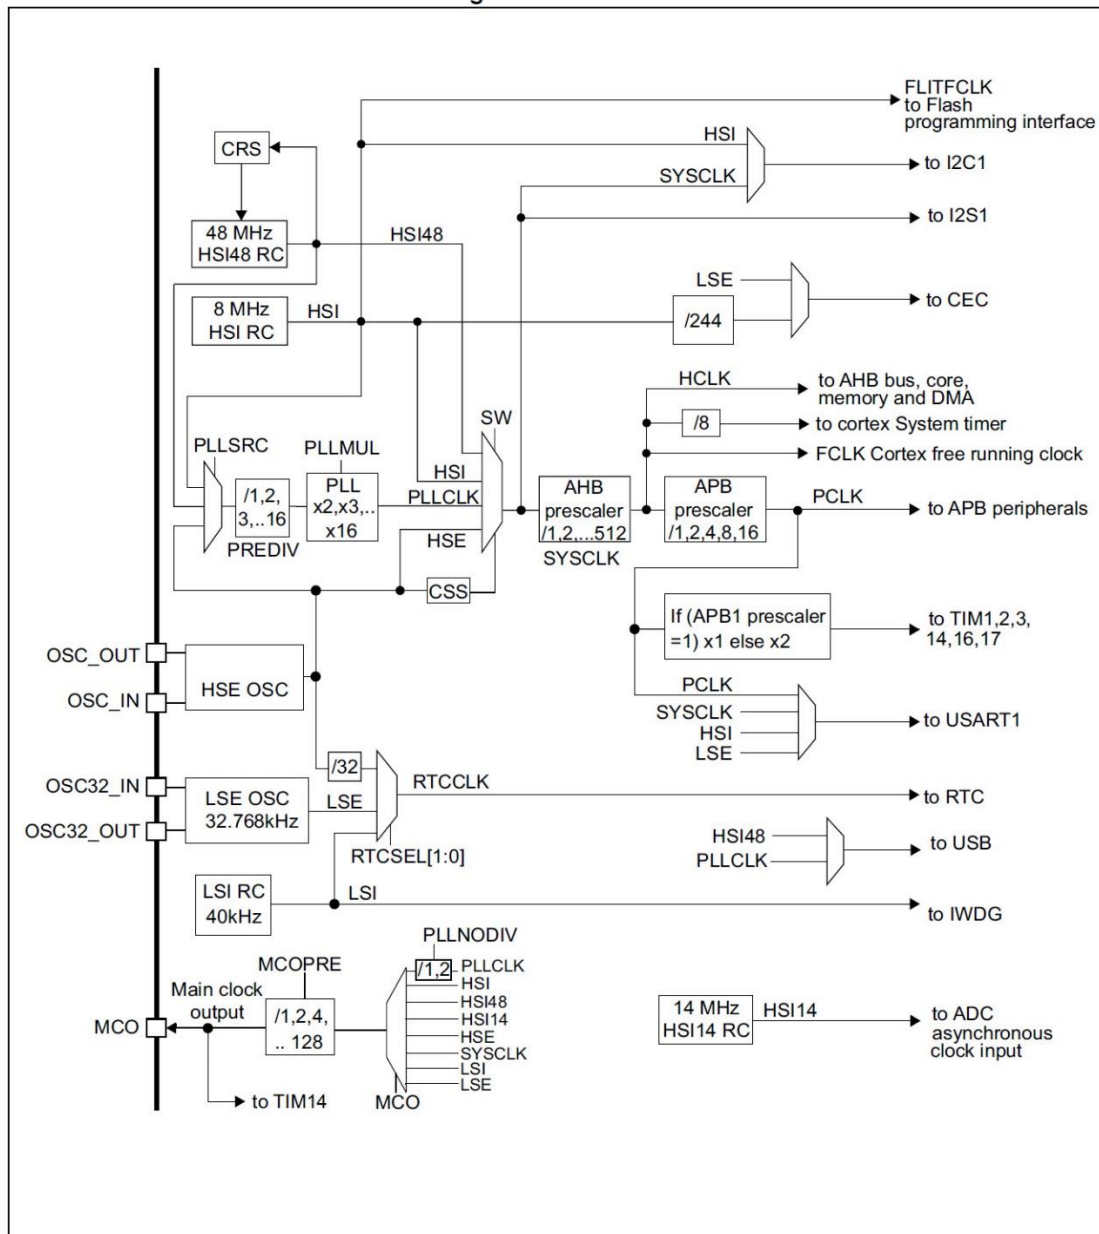 FLITFCLK
to Flash
programming interface
CRS
HSI
to I2C1
SYSCLK
to I2S1
48 MHz
HSI48 RC
HSI48
LSE
to CEC
8 MHz
HSI RC
HSI
/244
HCLK
to AHB bus, core,
memory and DMA
SW
/8
to cortex System timer
PLLSRC
PLLMUL
FCLK Cortex free running clock
HSI
/1,2,
3,..16
PREDIV
PLL
x2,x3,..
x16
PLLCLK
HSE
AHB
prescaler
/1,2,...512
SYSCLK
APB
prescaler
/1,2,4,8,16
PCLK
to APB peripherals
CSS
If (APB1 prescaler
=1) x1 else x2
to TIM1,2,3,
14,16,17
OSC_OUT
OSC_IN
HSE OSC
PCLK
SYSCLK
HSI
LSE
to USART1
/32
OSC32_IN
OSC32_OUT
LSE OSC
32.768kHz
LSE
RTCCLK
to RTC
RTCSEL[1:0]
HSI48
PLLCLK
to USB
LSI RC
40kHz
LSI
to IWDG
PLLNODIV
MCOPRE
/1,2
PLLCLK
HSI
HSI48
HSI14
HSE
SYSCLK
LSI
LSE
Main clock
output
MCO
/1,2,4,
.. 128
MCO
to TIM14
14 MHz
HSI14 RC
HSI14
to ADC
asynchronous
clock input